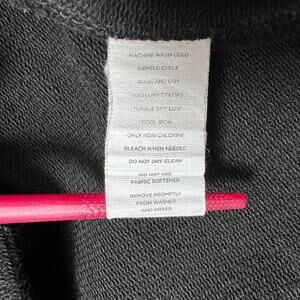 MACHINE WASH COLD
GENTLE CYCLE
WASH AND DRY
WITH LIKE COLORS
TUMBLE DRY LOW
COOL IRON
ONLY NON-CHLORINE
BLEACH WHEN NEEDED
DO NOT DRY CLEAN
DO NOT USE
FABRIC SOFTENER
REMOVE PROMPTLY
FROM WASHER
AND DRYER